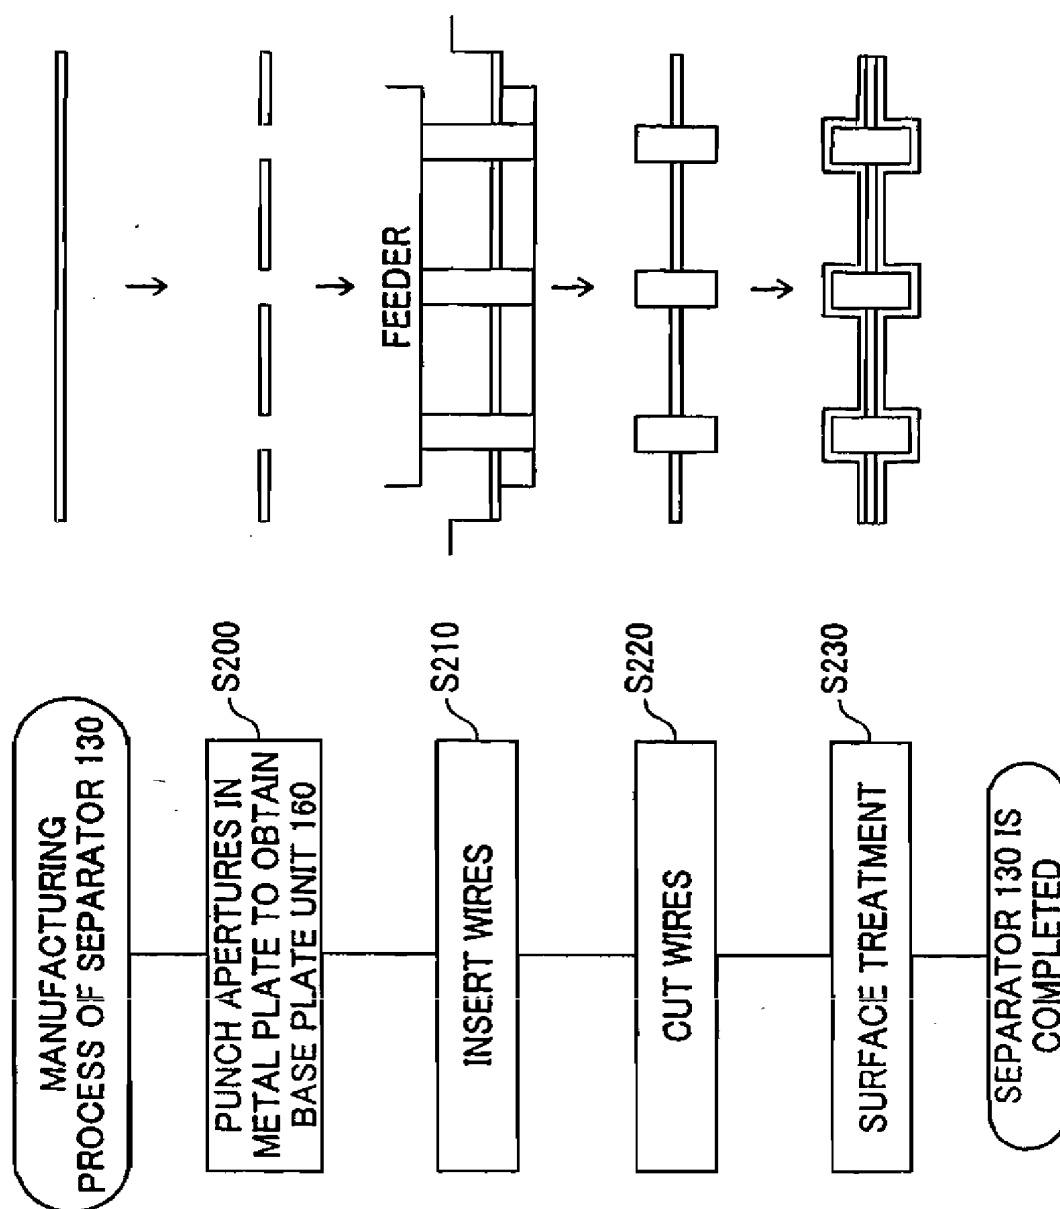 MANUFACTURING
PROCESS OF SEPARATOR 130
S200
PUNCH APERTURES IN
METAL PLATE TO OBTAIN
BASE PLATE UNIT 160
S210
INSERT WIRES
S220
CUT WIRES
S230
SURFACE TREATMENT
SEPARATOR 130 IS
COMPLETED
FEEDER